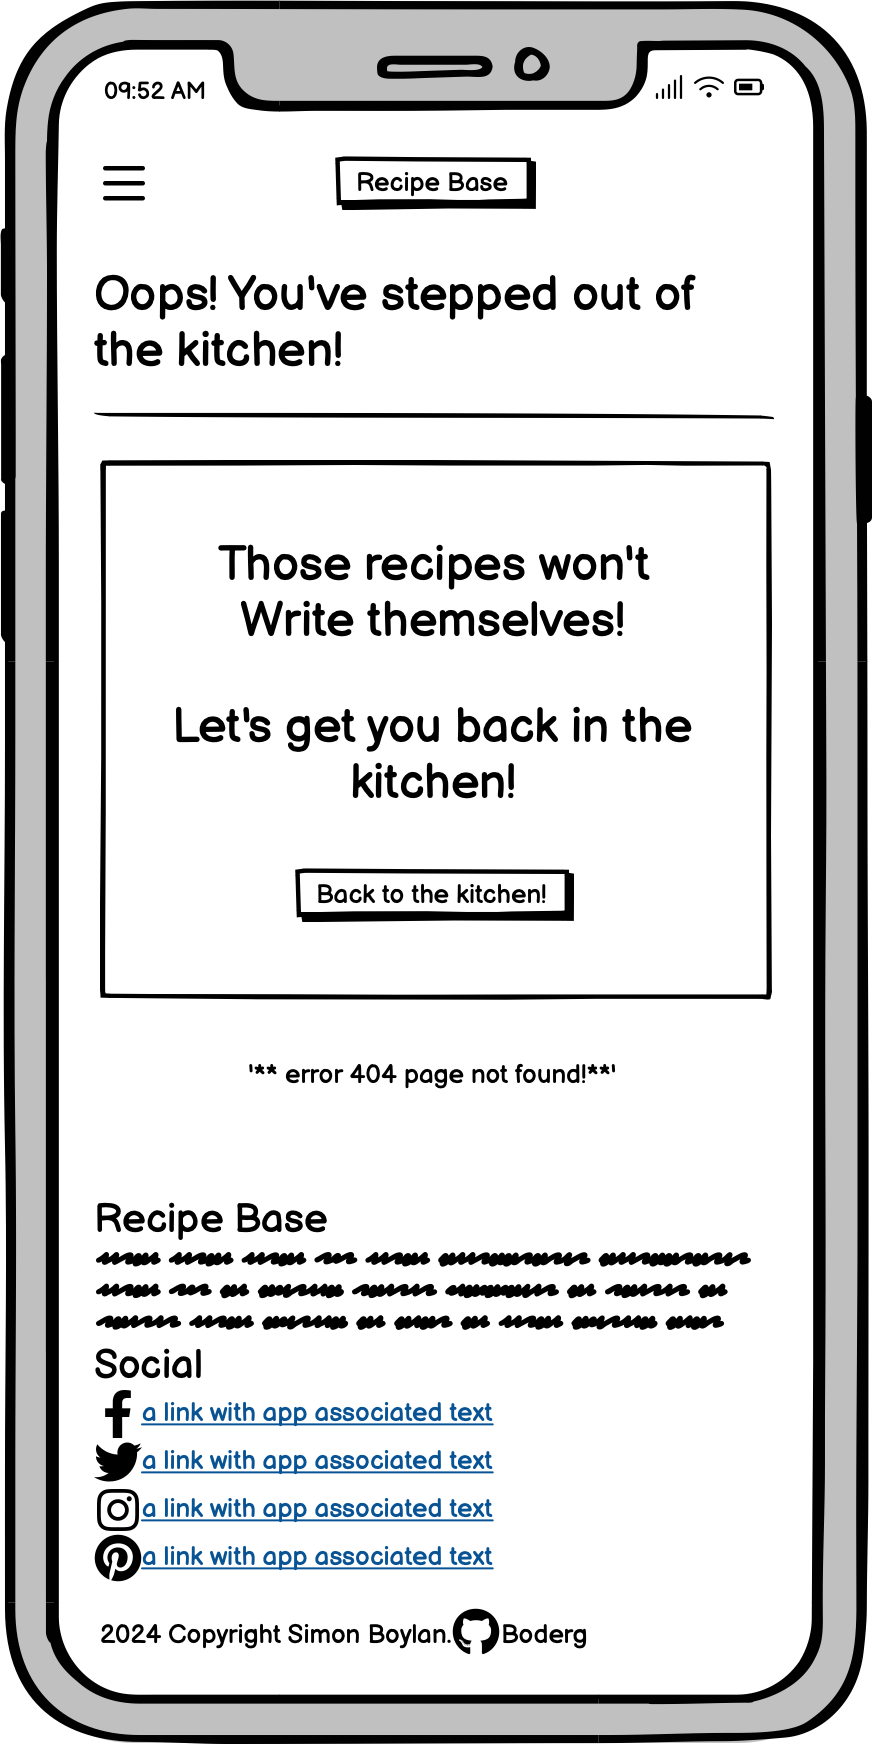 09:52 AM
Recipe Base
Oops! You've stepped out of
the kitchen!
Those recipes won't
Write themselves!
Let's get you back in the
kitchen!
Back to the kitchen!
'** error 404 page not found!**'
Recipe Base
Social
a link with app associated text
a link with app associated text
a link with app associated text
a link with app associated text
2024 Copyright Simon Boylan. Boderg